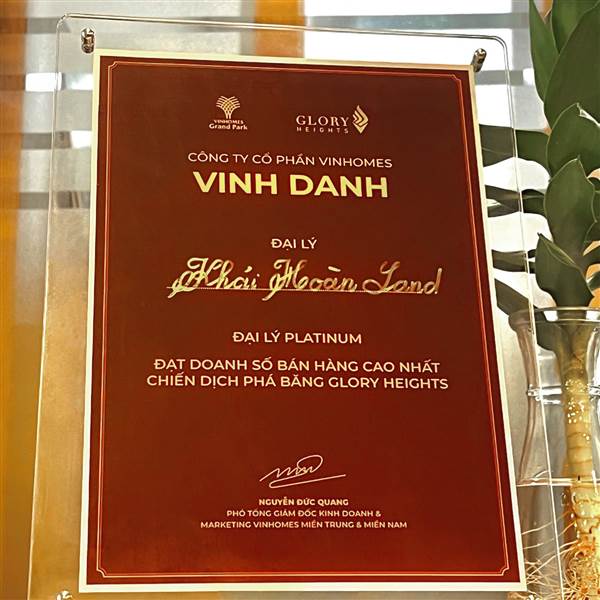 VINHOMES
Grand Park
GLORY
HEIGHTS
CÔNG TY CỔ PHẦN VINHOMES
VINH DANH
ĐẠI LÝ
Khải Hoàn Land
ĐẠI LÝ PLATINUM
ĐẠT DOANH SỐ BÁN HÀNG CAO NHẤT
CHIẾN DỊCH PHÁ BĂNG GLORY HEIGHTS
NGUYỄN ĐỨC QUANG
PHÓ TỔNG GIÁM ĐỐC KINH DOANH &
MARKETING VINHOMES MIỀN TRUNG & MIỀN NAM